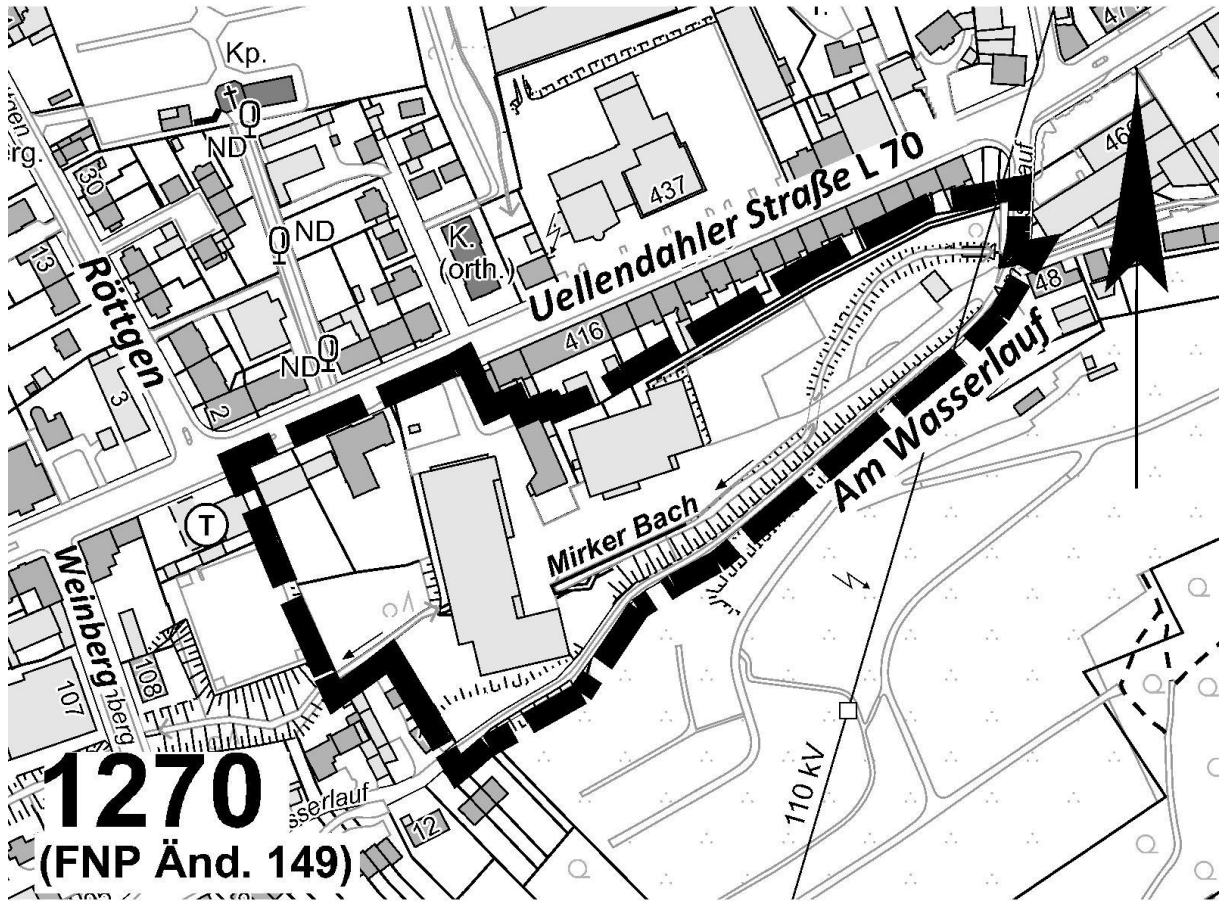 Kp.
ND
30
13
Röttgen
ND
ND
3
2
K.
(orth.)
437
Uellendahler Straße L 70
416
48
Am Wasserlauf
Mirker Bach
T
Weinberg
108
107
110 kV
12
1270
(FNP Änd. 149)